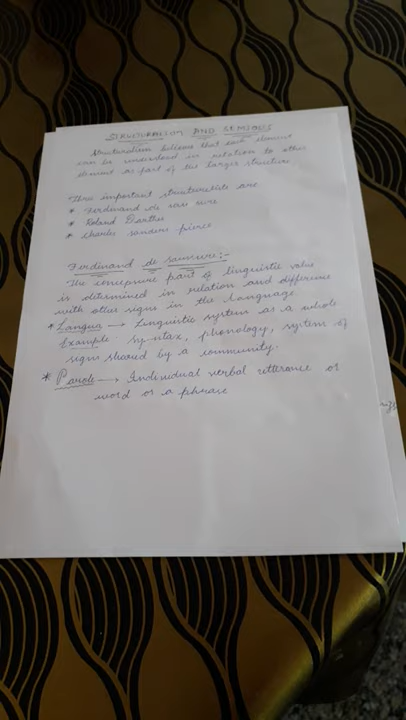 STRUCTURALISM AND SEMIOTICS
Structuralism believes that each element
can be understood in relation to other
element as part of the larger structure
Three important structuralists are
* Ferdinand de saussure
* Roland Barthes
* Charles sanders pierce
Ferdinand de saussure:-
The conceptual part of linguistic value
is determined in relation and difference
with other signs in the language.
* Langue → Linguistic system as a whole
Example - syntax, phonology, system of
signs shared by a community.
* Parole → Individual verbal utterance of
word or a phrase